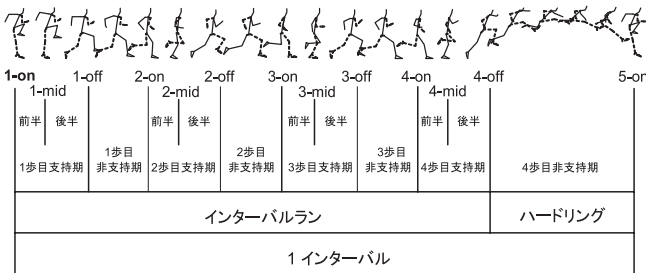 1-on 1-off 2-on 2-off 3-on 3-off 4-on 4-off 5-on
1-mid 2-mid 3-mid 4-mid
前半 後半 前半 後半 前半 後半 前半 後半
1歩目 2歩目 3歩目
1歩目支持期 非支持期 2歩目支持期 非支持期 3歩目支持期 非支持期 4歩目支持期 4歩目非支持期
インターバルラン ハードリング
1 インターバル